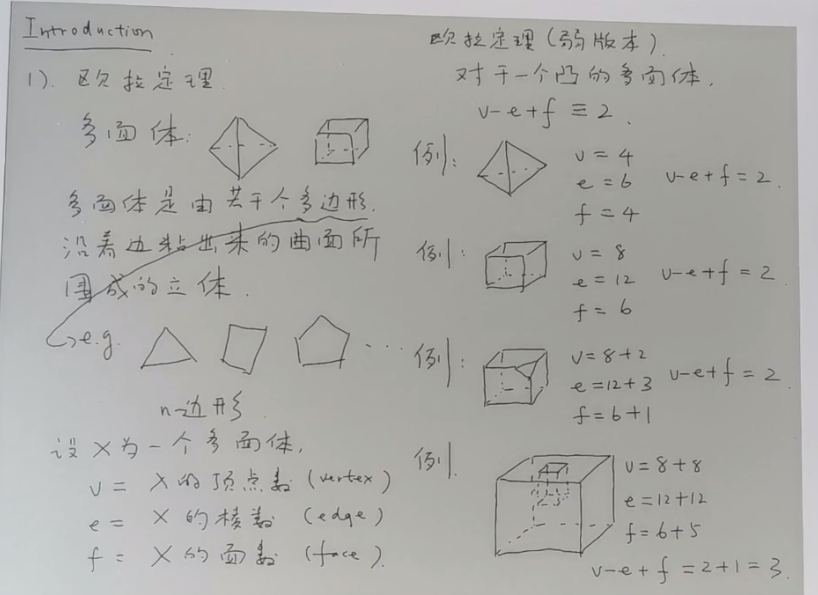 Introduction
1). 欧拉定理.
多面体:
多面体是由若干个多边形.
沿着边粘出来的曲面所
围成的立体.
e.g. ...
n边形
设X为一个多面体,
v = X的顶点数 (vertex)
e = X的棱数 (edge)
f = X的面数 (face).
欧拉定理(弱版本).
对于一个凸的多面体,
v-e+f ≡ 2.
例:
v = 4
e = 6
f = 4
v-e+f = 2.
例:
v = 8
e = 12
f = 6
v-e+f = 2.
例:
v = 8+2
e = 12+3
f = 6+1
v-e+f = 2.
例.
v = 8+8
e = 12+12
f = 6+5
v-e+f = 2+1 = 3.